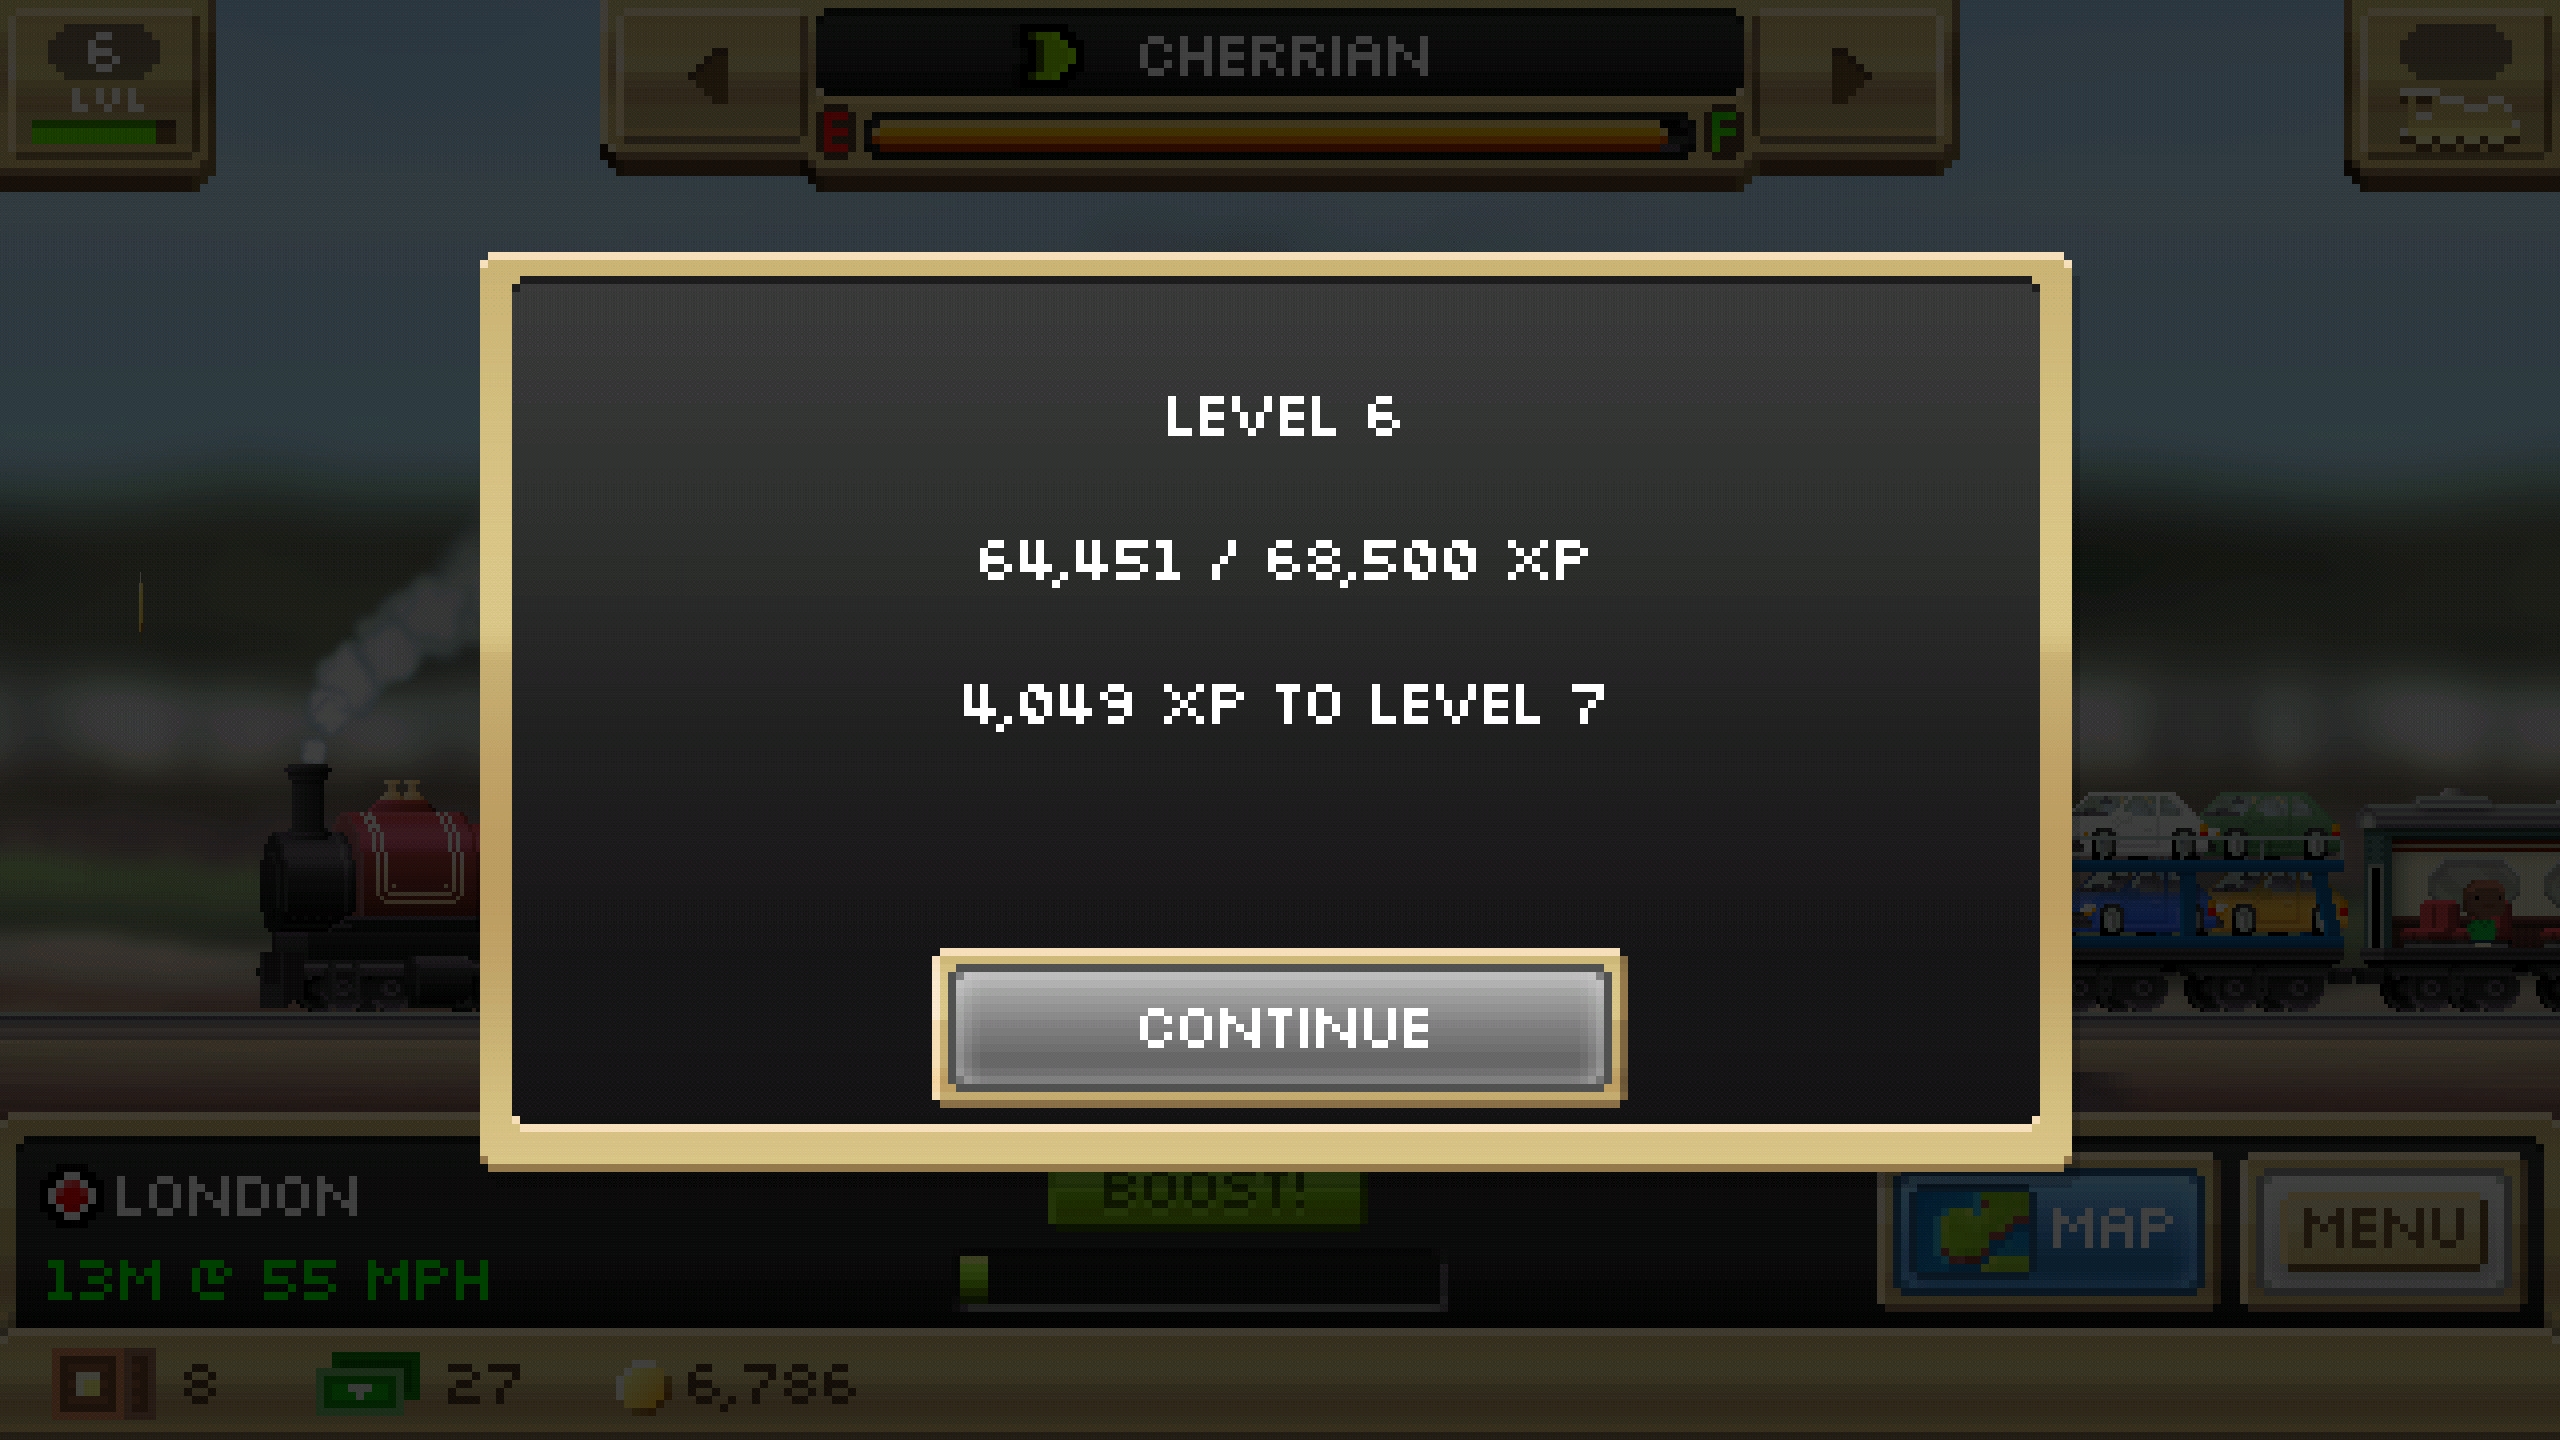 6
LVL
CHERRIAN
E
F
LEVEL 6
64,451 / 68,500 XP
4,049 XP TO LEVEL 7
CONTINUE
LONDON
13M @ 55 MPH
BOOST!
MAP
MENU
8
27
6,786